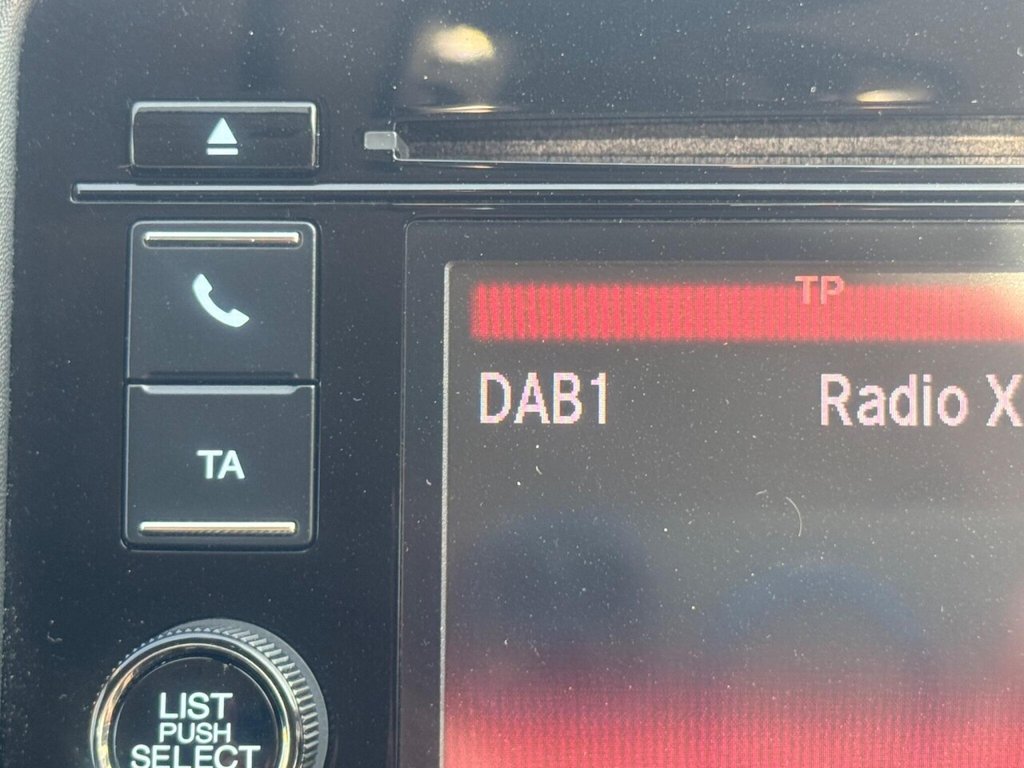 TP
DAB1 Radio X
TA
LIST
PUSH
SELECT